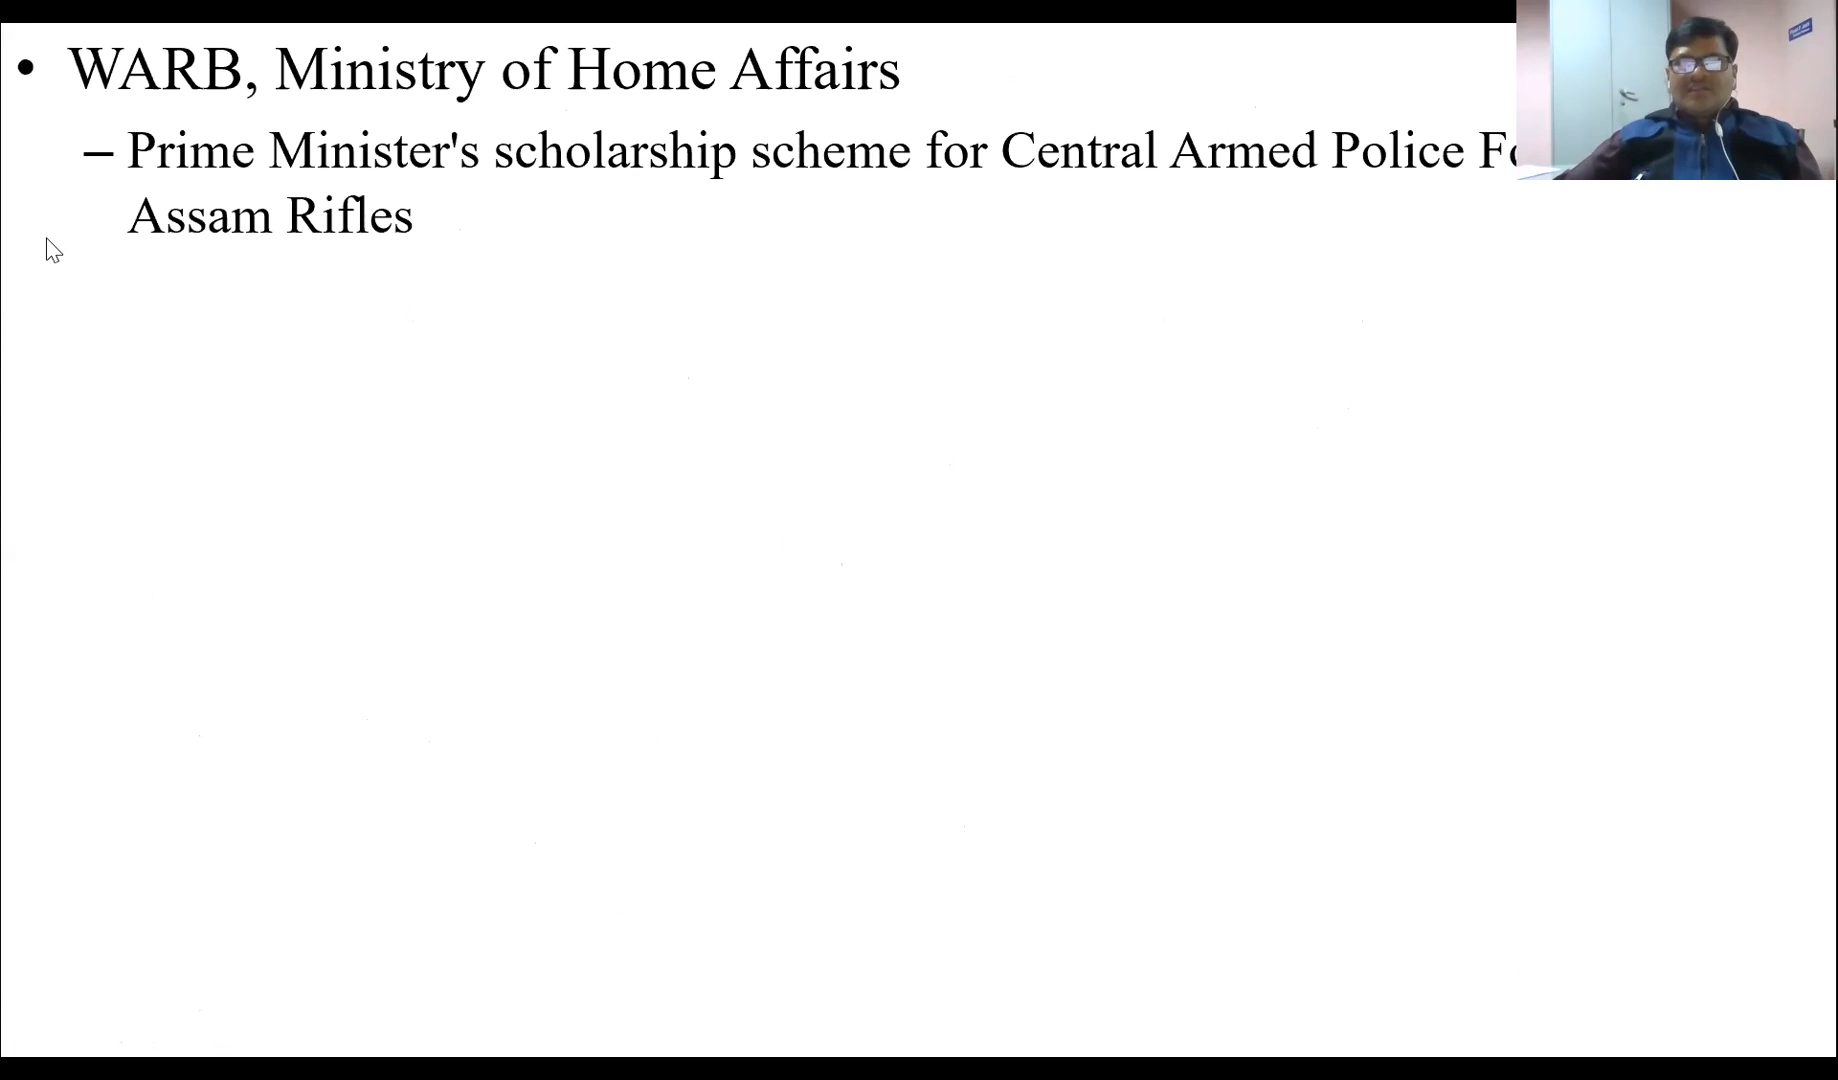 • WARB, Ministry of Home Affairs
– Prime Minister's scholarship scheme for Central Armed Police
Assam Rifles